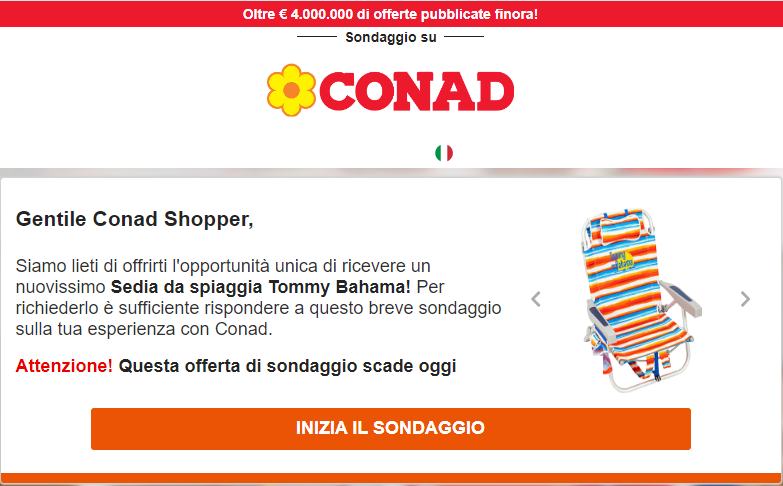 Oltre € 4.000.000 di offerte pubblicate finora!
Sondaggio su
CONAD
Gentile Conad Shopper,
Siamo lieti di offrirti l'opportunità unica di ricevere un
nuovissimo Sedia da spiaggia Tommy Bahama! Per
richiederlo è sufficiente rispondere a questo breve sondaggio
sulla tua esperienza con Conad.
Attenzione! Questa offerta di sondaggio scade oggi
INIZIA IL SONDAGGIO